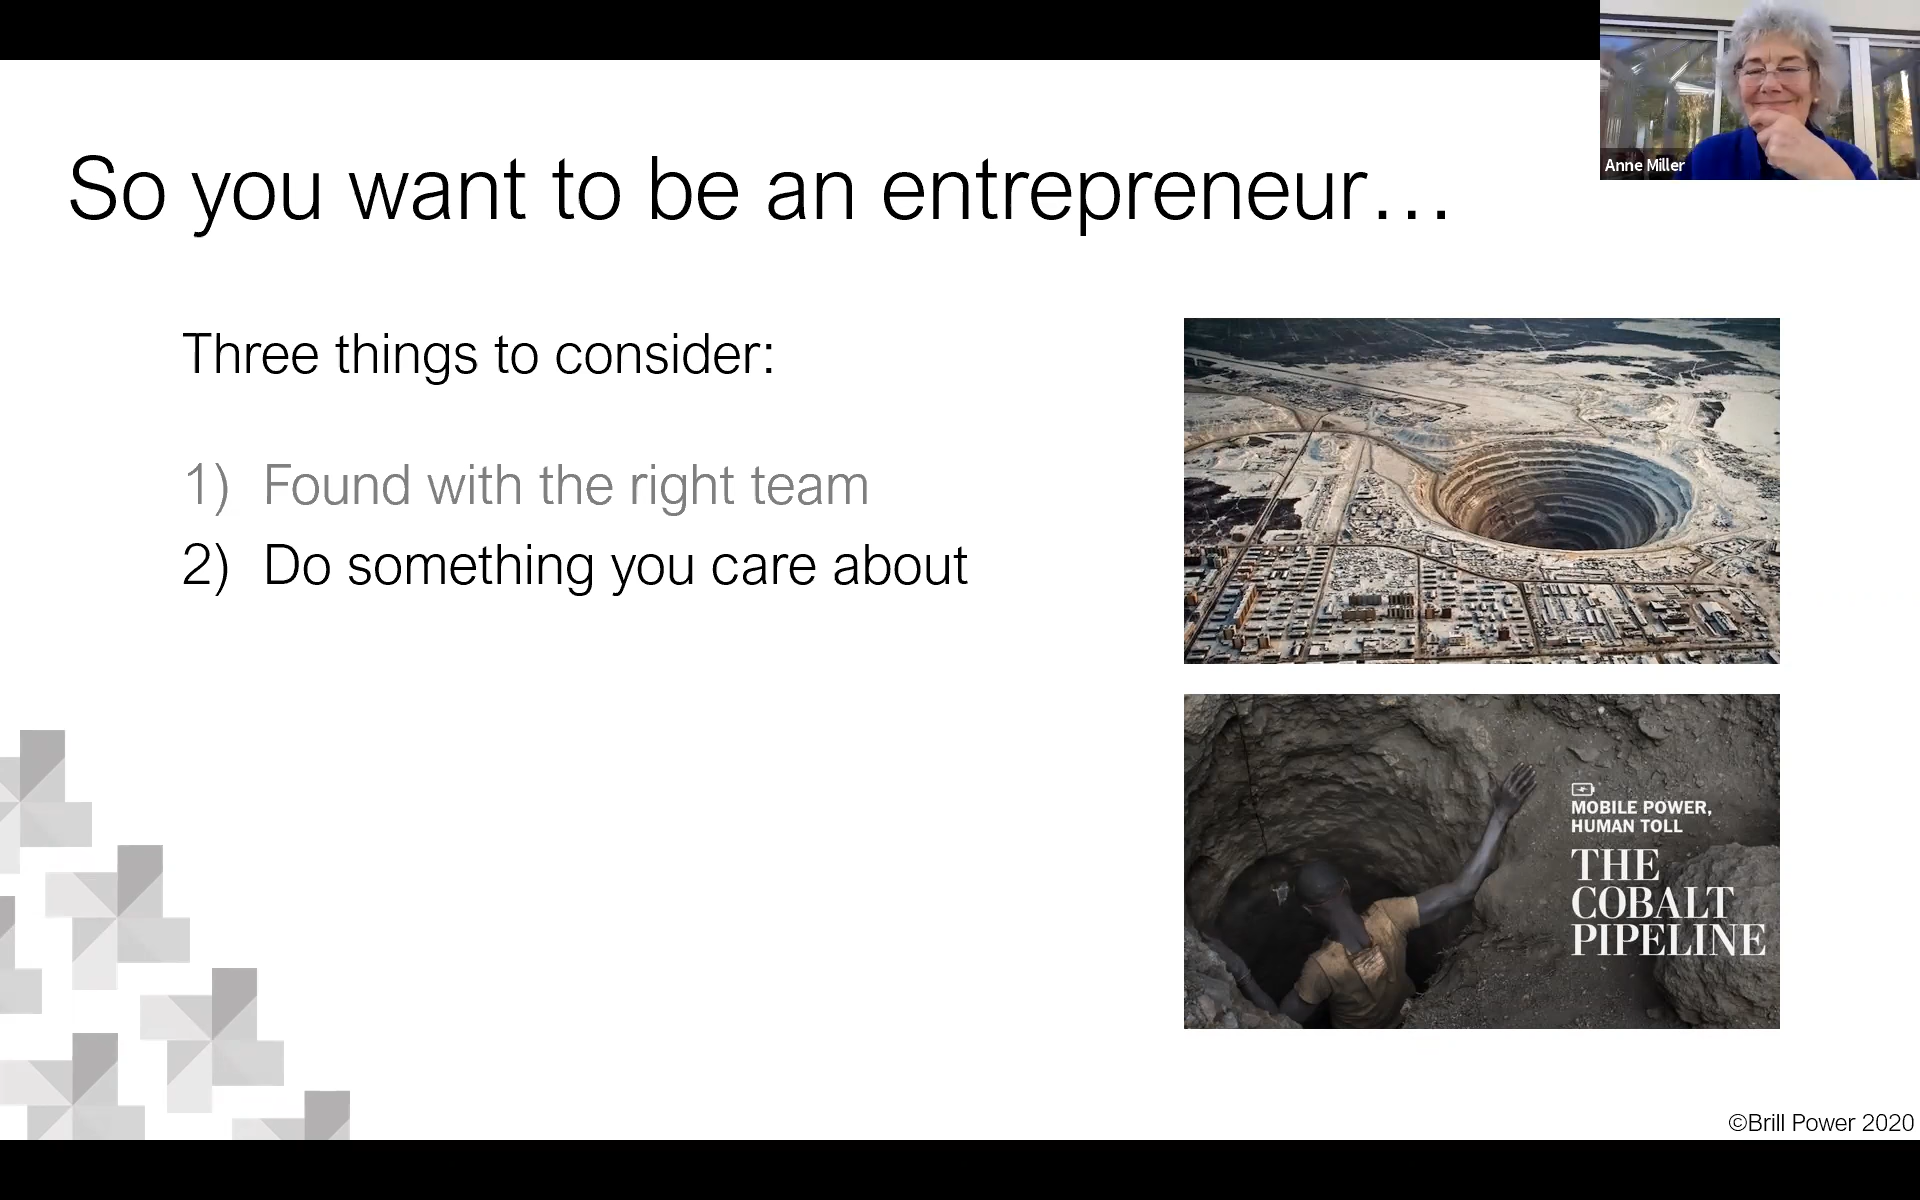 Anne Miller
So you want to be an entrepreneur…
Three things to consider:
1) Found with the right team
2) Do something you care about
MOBILE POWER,
HUMAN TOLL
THE
COBALT
PIPELINE
©Brill Power 2020